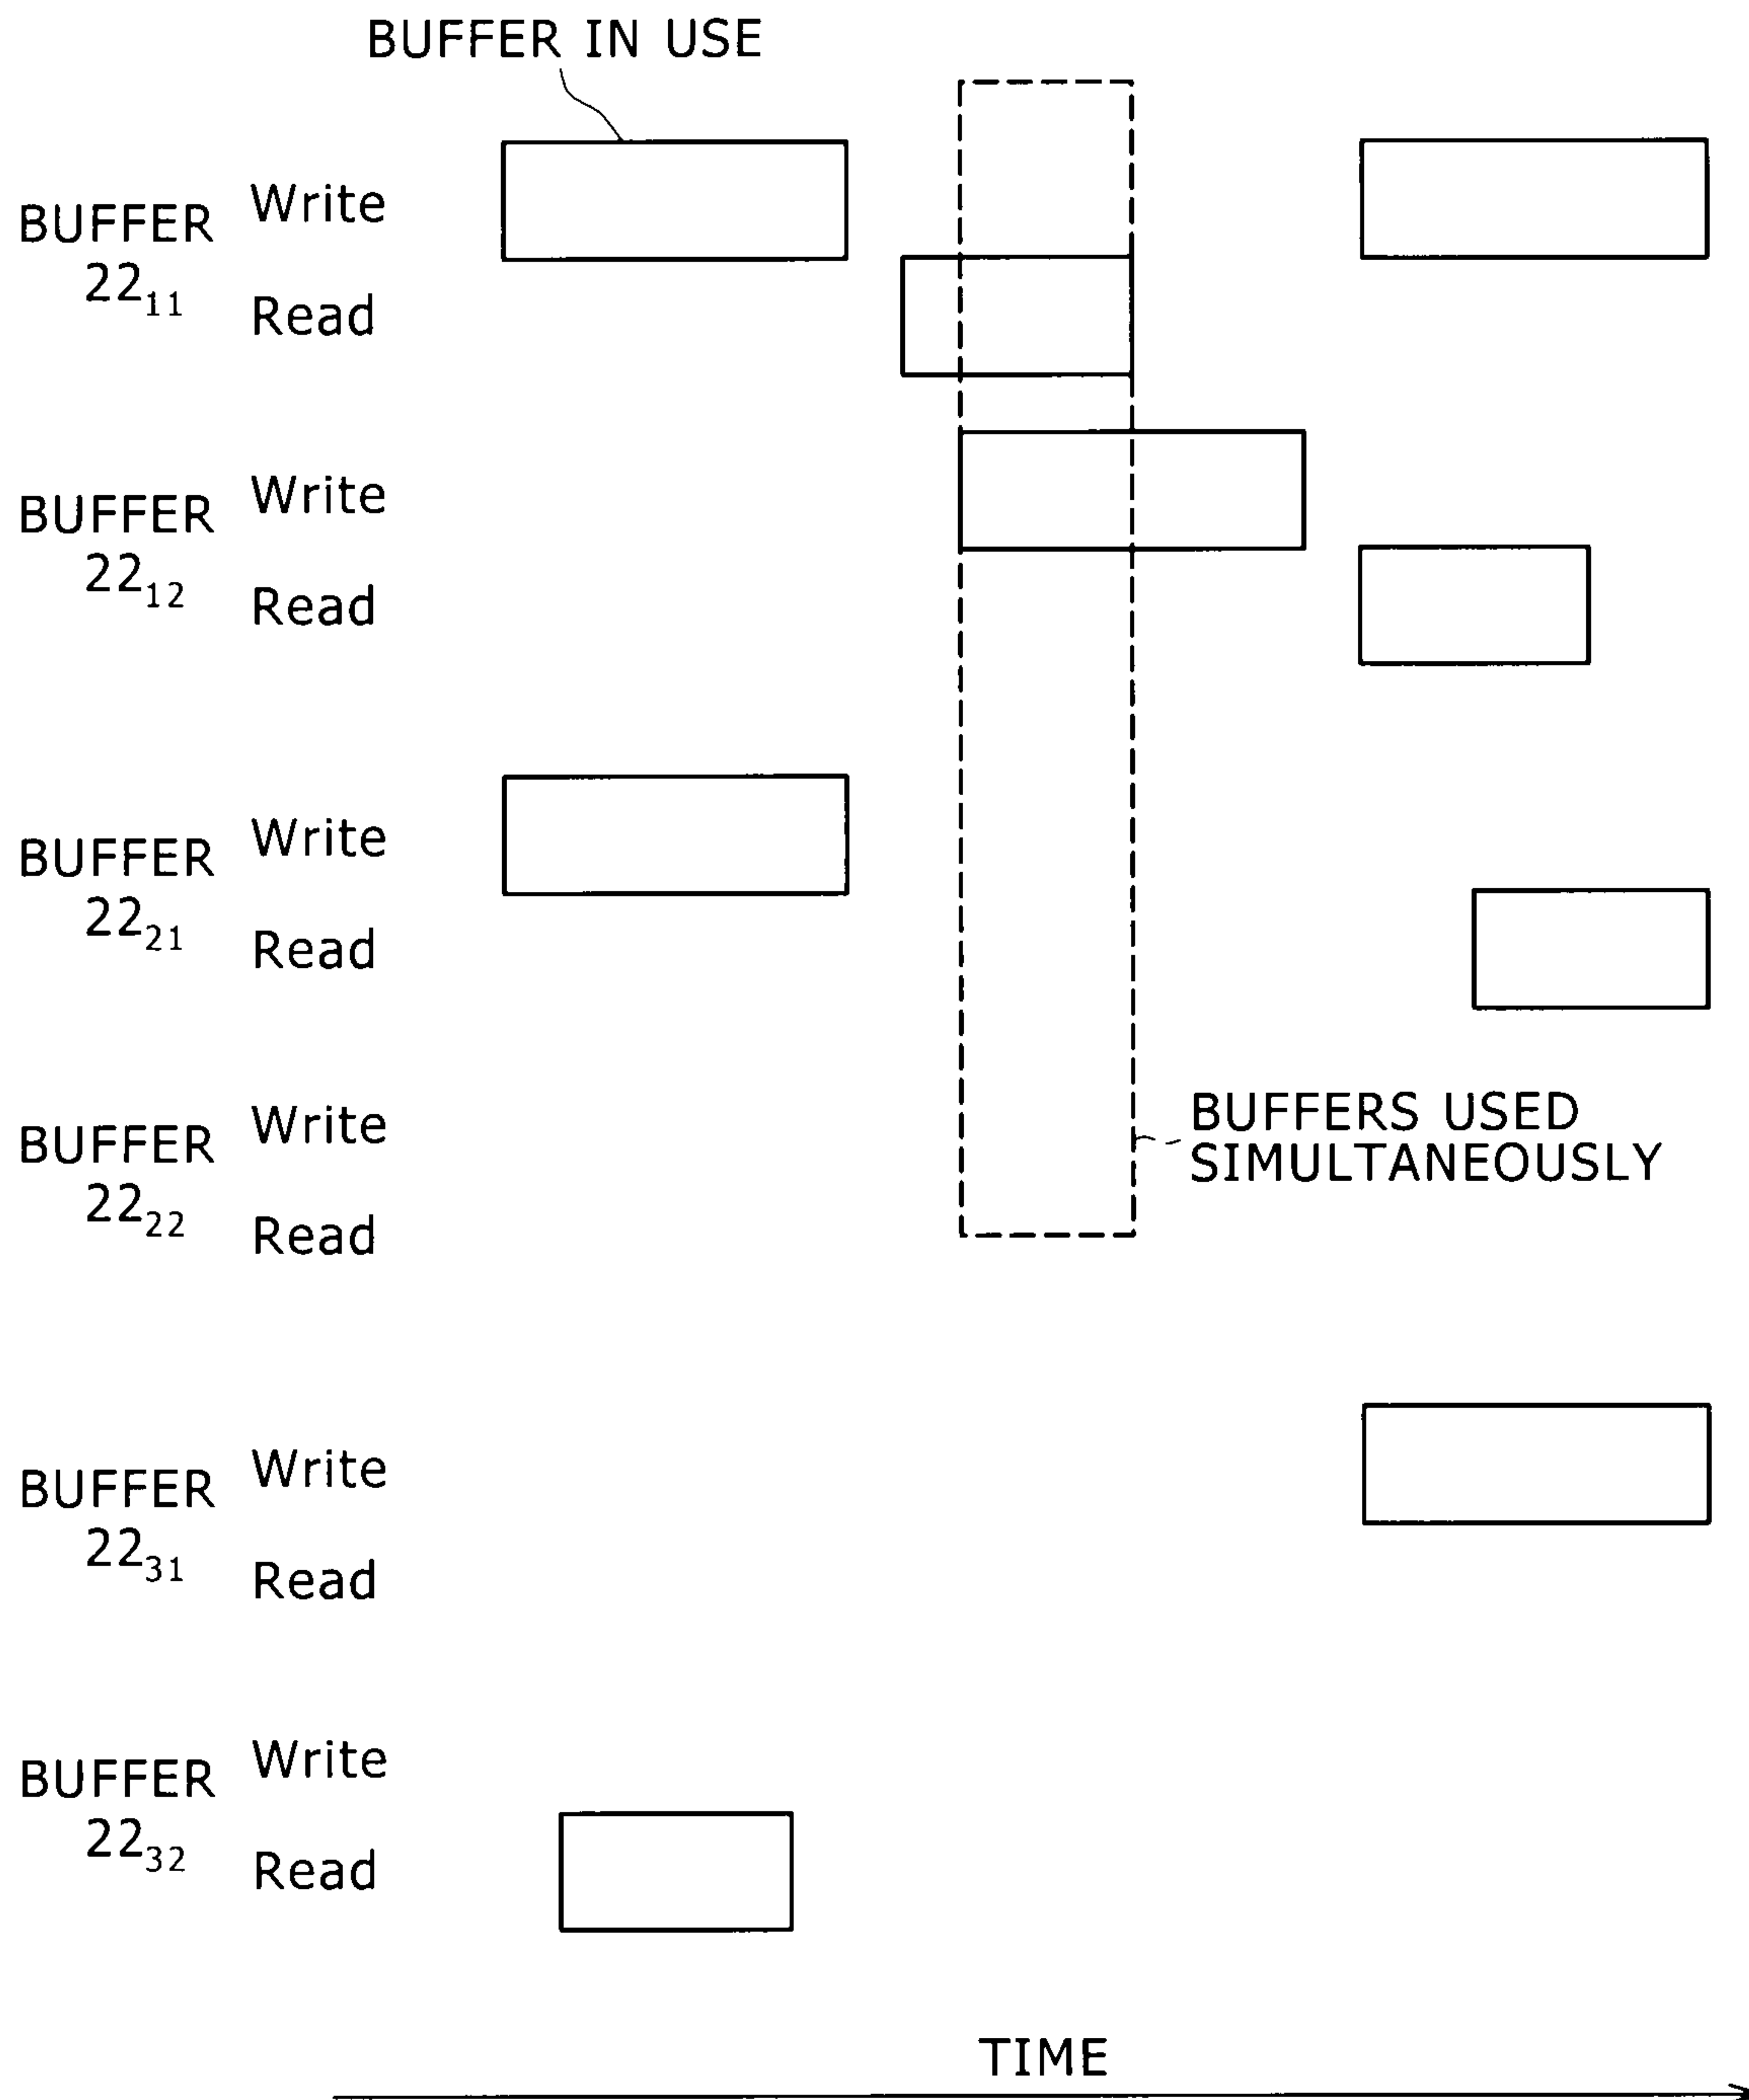 BUFFER IN USE
BUFFER Write
22₁₁ Read
BUFFER Write
22₁₂ Read
BUFFER Write
22₂₁ Read
BUFFERS USED
SIMULTANEOUSLY
BUFFER Write
22₂₂ Read
BUFFER Write
22₃₁ Read
BUFFER Write
22₃₂ Read
TIME